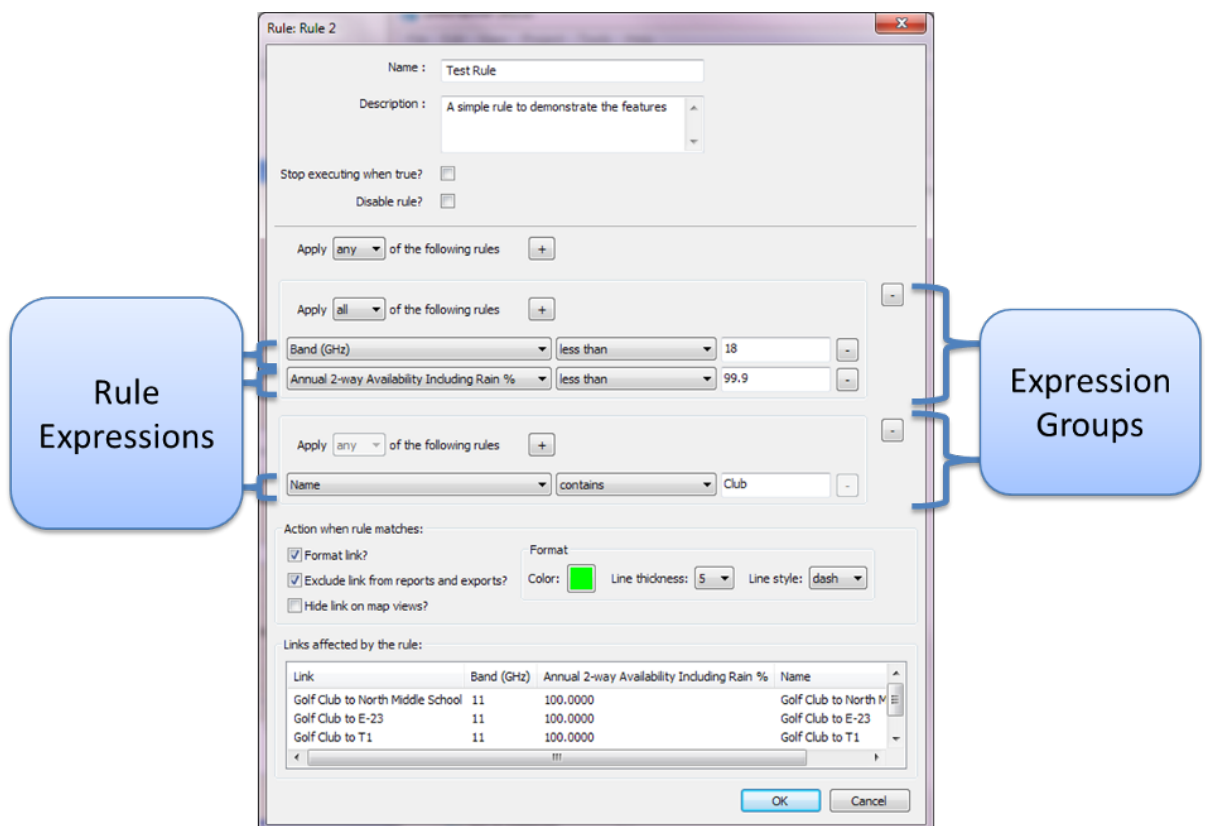 Rule: Rule 2
Name :
Test Rule
Description :
A simple rule to demonstrate the features
Stop executing when true?
Disable rule?
Apply any of the following rules +
-
Apply all of the following rules +
Band (GHz) less than 18 -
Annual 2-way Availability Including Rain % less than 99.9 -
-
Apply any of the following rules +
Name contains Club -
Rule
Expressions
Expression
Groups
Action when rule matches:
Format link?
Exclude link from reports and exports?
Hide link on map views?
Format
Color: Line thickness: 5 Line style: dash
Links affected by the rule:
Link Band (GHz) Annual 2-way Availability Including Rain % Name
Golf Club to North Middle School 11 100.0000 Golf Club to North M
Golf Club to E-23 11 100.0000 Golf Club to E-23
Golf Club to T1 11 100.0000 Golf Club to T1
OK Cancel